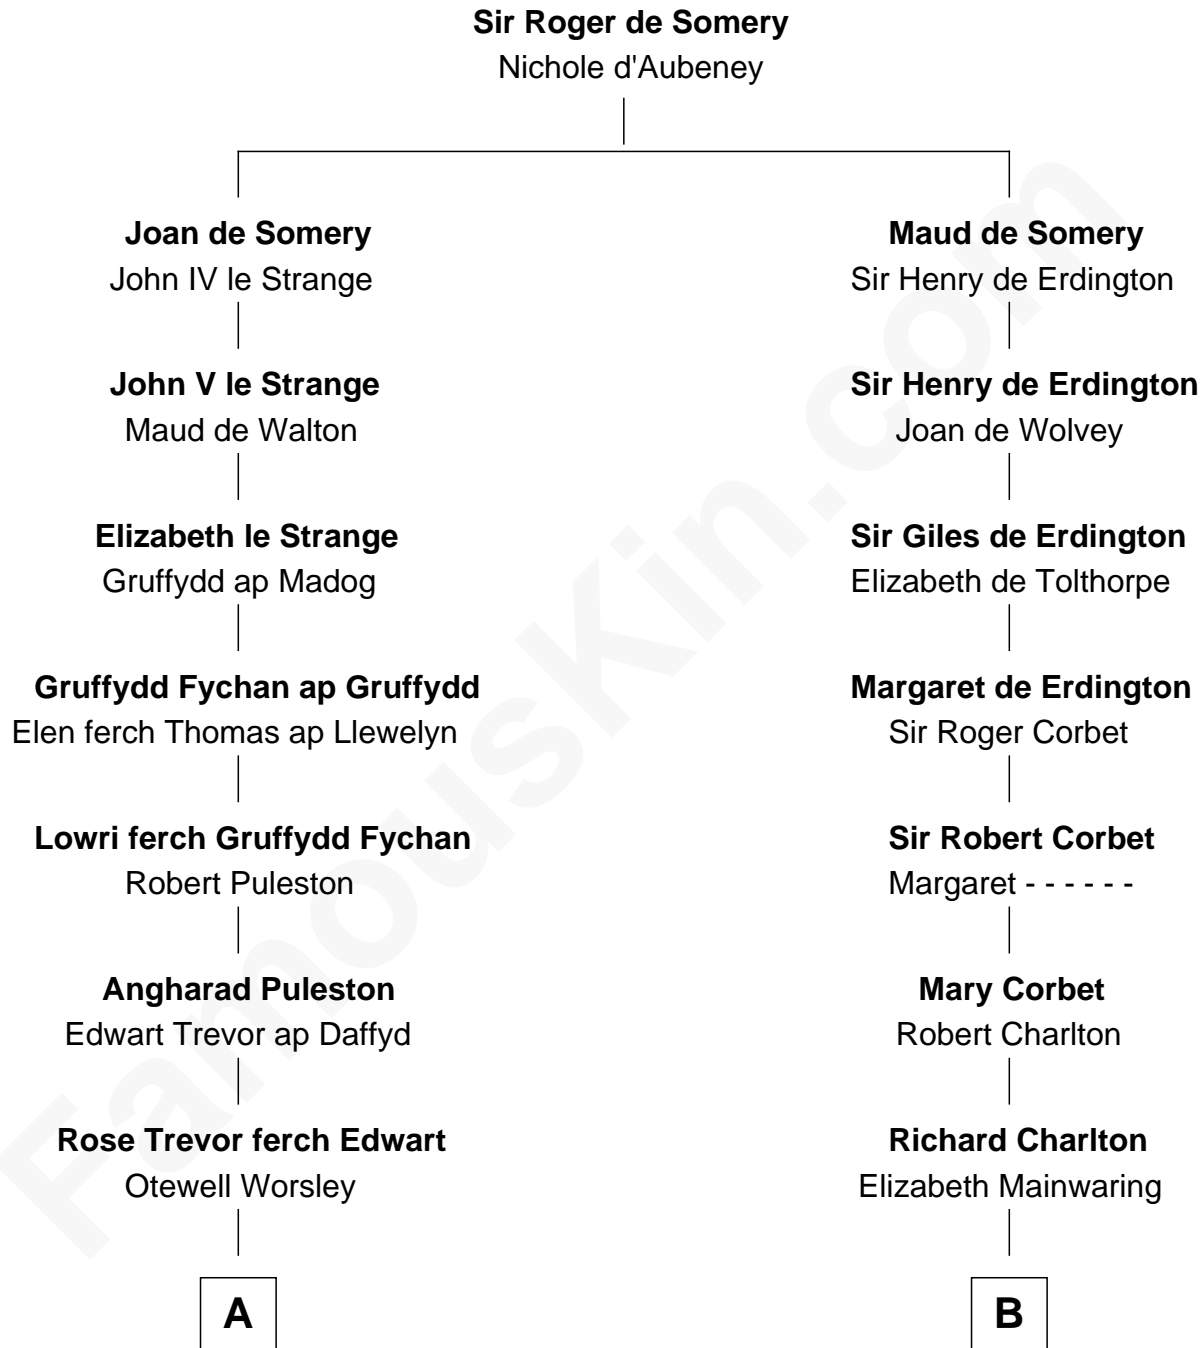 Sir Roger de Somery
Nichole d'Aubeney
Joan de Somery
John IV le Strange
John V le Strange
Maud de Walton
Elizabeth le Strange
Gruffydd ap Madog
Gruffydd Fychan ap Gruffydd
Elen ferch Thomas ap Llewelyn
Lowri ferch Gruffydd Fychan
Robert Puleston
Angharad Puleston
Edwart Trevor ap Daffyd
Rose Trevor ferch Edwart
Otewell Worsley
A
Maud de Somery
Sir Henry de Erdington
Sir Henry de Erdington
Joan de Wolvey
Sir Giles de Erdington
Elizabeth de Tolthorpe
Margaret de Erdington
Sir Roger Corbet
Sir Robert Corbet
Margaret - - - - - -
Mary Corbet
Robert Charlton
Richard Charlton
Elizabeth Mainwaring
B
FamousKin.com